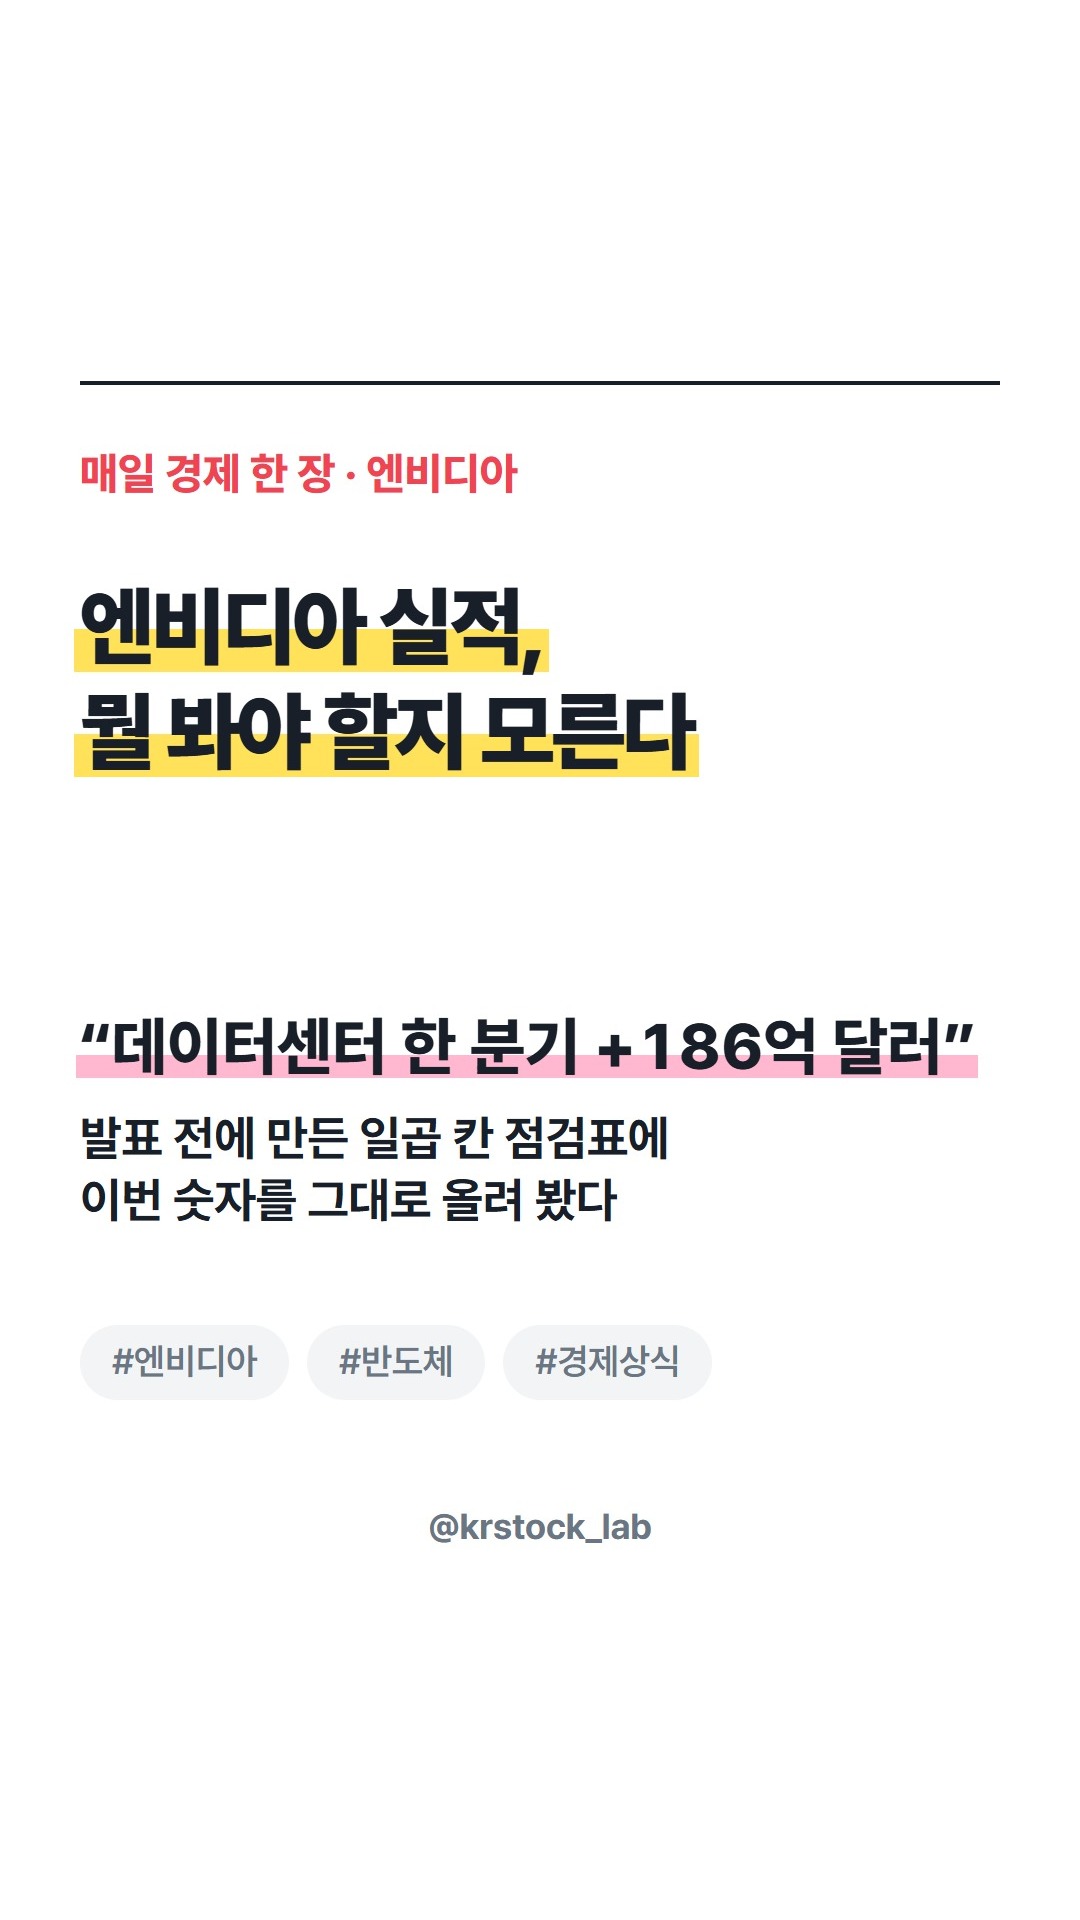 매일 경제 한 장 · 엔비디아
엔비디아 실적,
뭘 봐야 할지 모른다
“데이터센터 한 분기 +186억 달러”
발표 전에 만든 일곱 칸 점검표에
이번 숫자를 그대로 올려 봤다
#엔비디아 #반도체 #경제상식
@krstock_lab